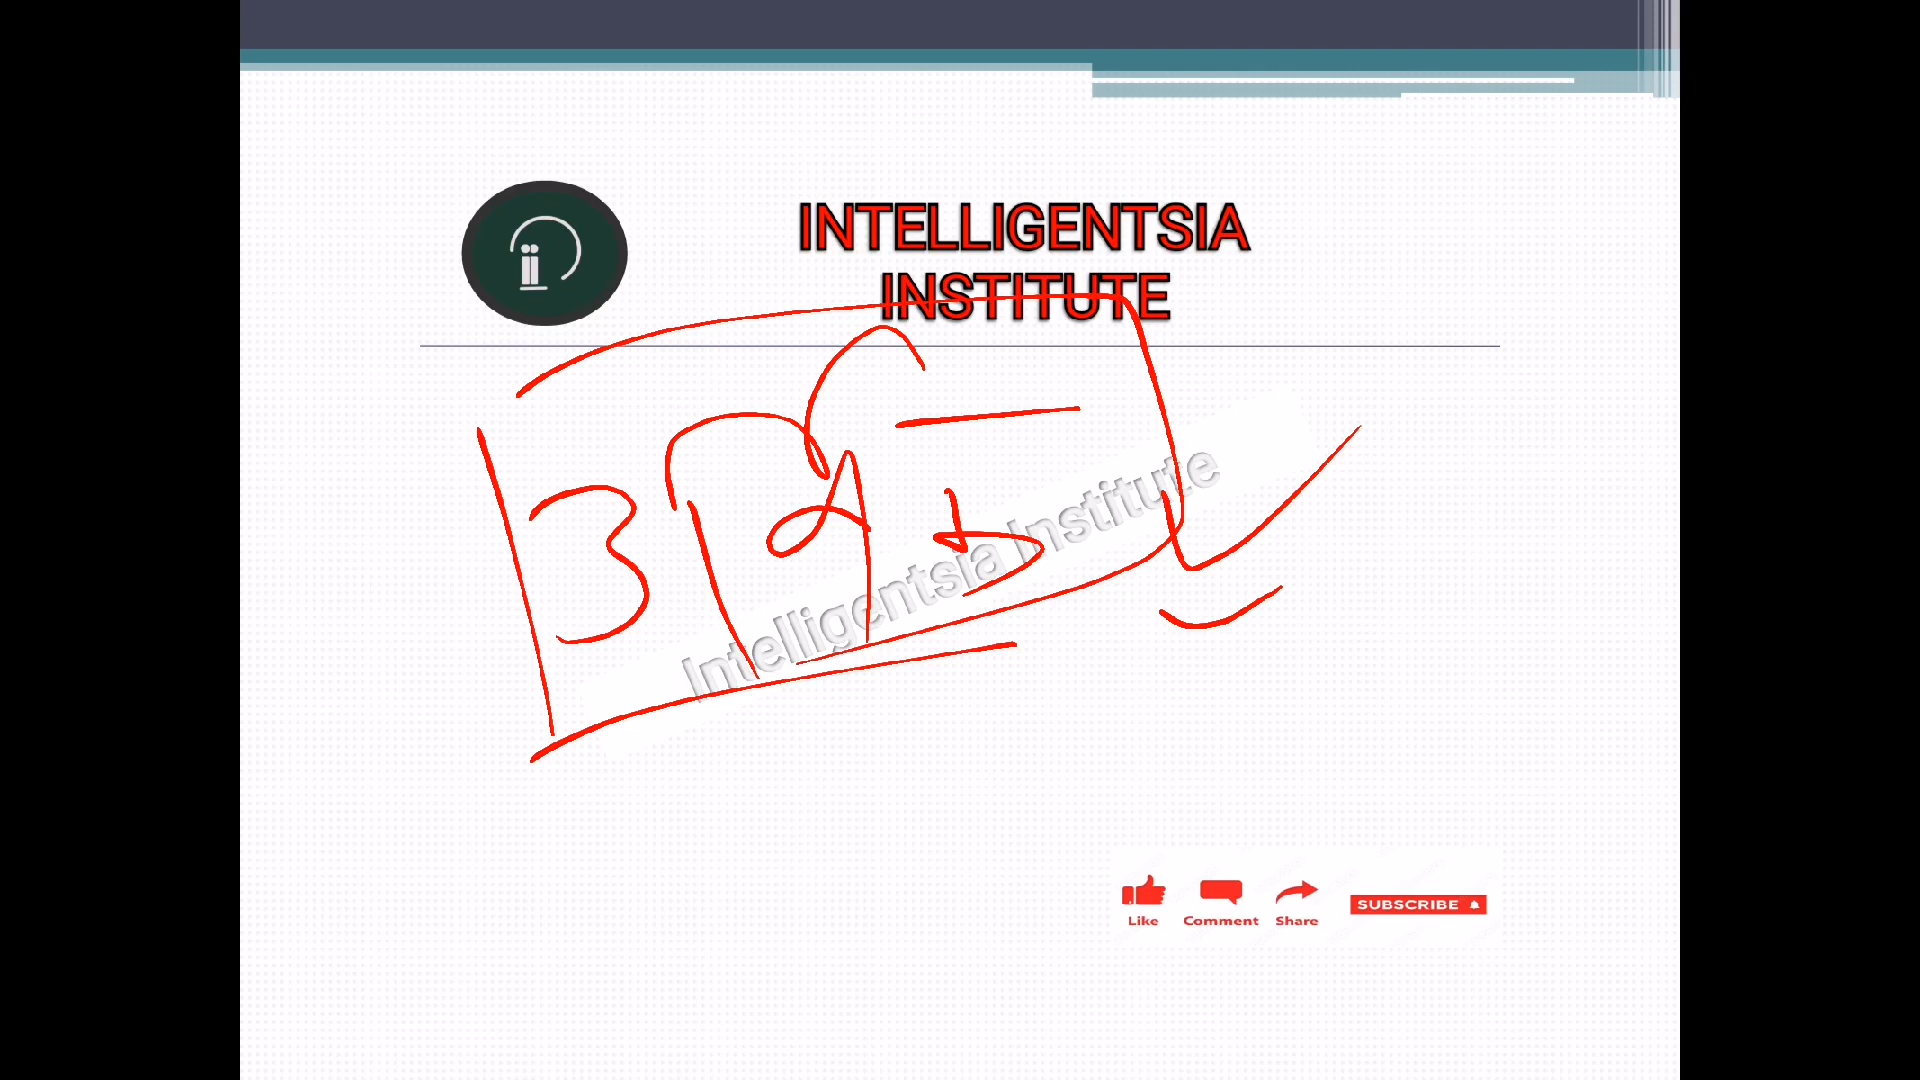 INTELLIGENTSIA
INSTITUTE
Intelligentsia Institute
Like
Comment
Share
SUBSCRIBE